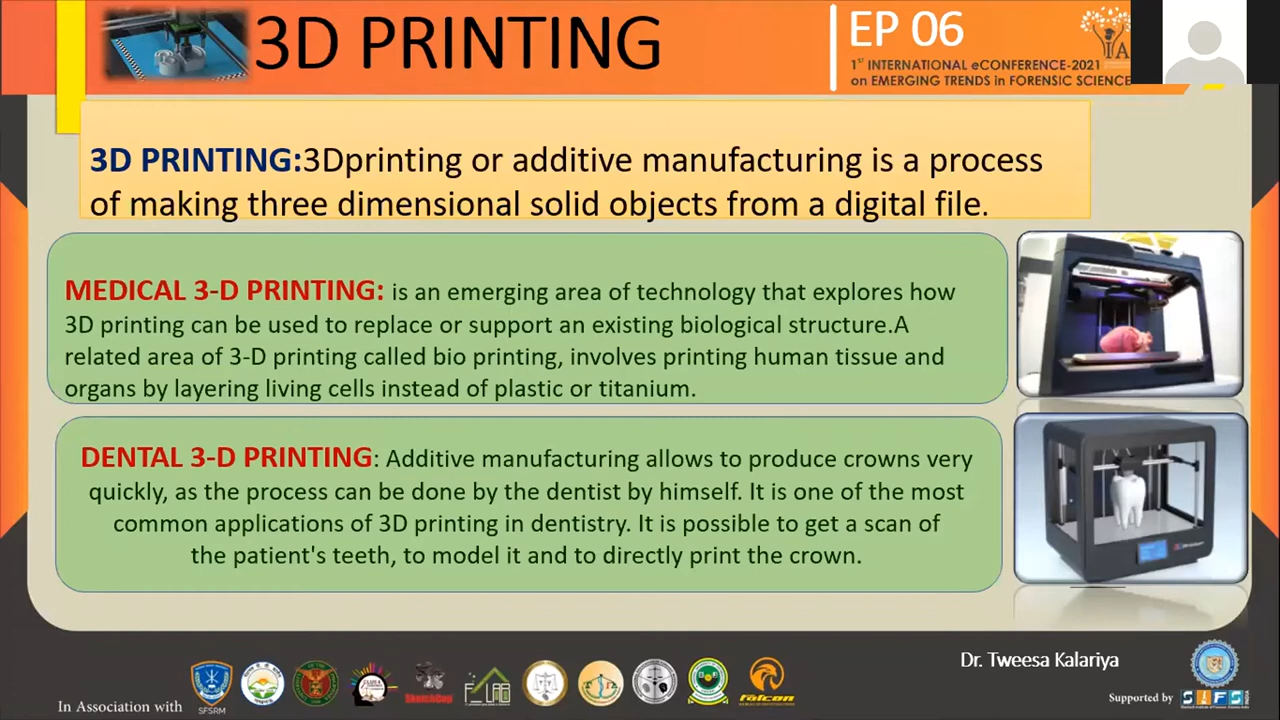 3D PRINTING
EP 06
1ST INTERNATIONAL eCONFERENCE-2021
on EMERGING TRENDS in FORENSIC SCIENCE
3D PRINTING:3Dprinting or additive manufacturing is a process
of making three dimensional solid objects from a digital file.
MEDICAL 3-D PRINTING: is an emerging area of technology that explores how
3D printing can be used to replace or support an existing biological structure.A
related area of 3-D printing called bio printing, involves printing human tissue and
organs by layering living cells instead of plastic or titanium.
DENTAL 3-D PRINTING: Additive manufacturing allows to produce crowns very
quickly, as the process can be done by the dentist by himself. It is one of the most
common applications of 3D printing in dentistry. It is possible to get a scan of
the patient's teeth, to model it and to directly print the crown.
Dr. Tweesa Kalariya
In Association with
SFSRM
falcon
Supported by
SIFS